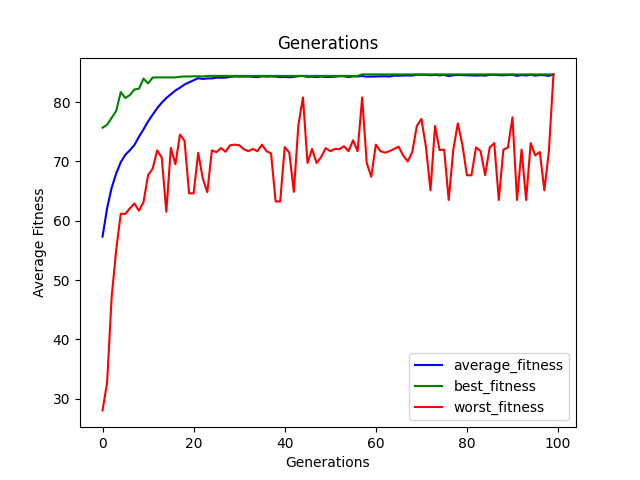 Generations
Average Fitness
80
70
60
50
40
30
0 20 40 60 80 100
Generations
average_fitness
best_fitness
worst_fitness